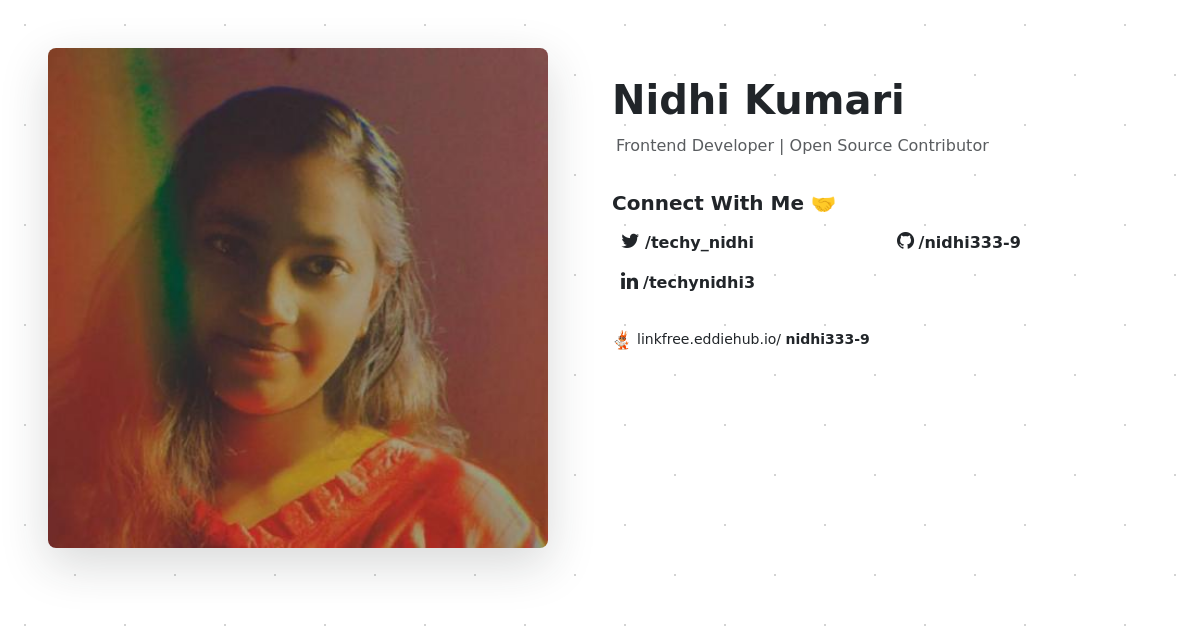 Nidhi Kumari
Frontend Developer | Open Source Contributor
Connect With Me 🤝
/techy_nidhi /nidhi333-9
/techynidhi3
linkfree.eddiehub.io/ nidhi333-9